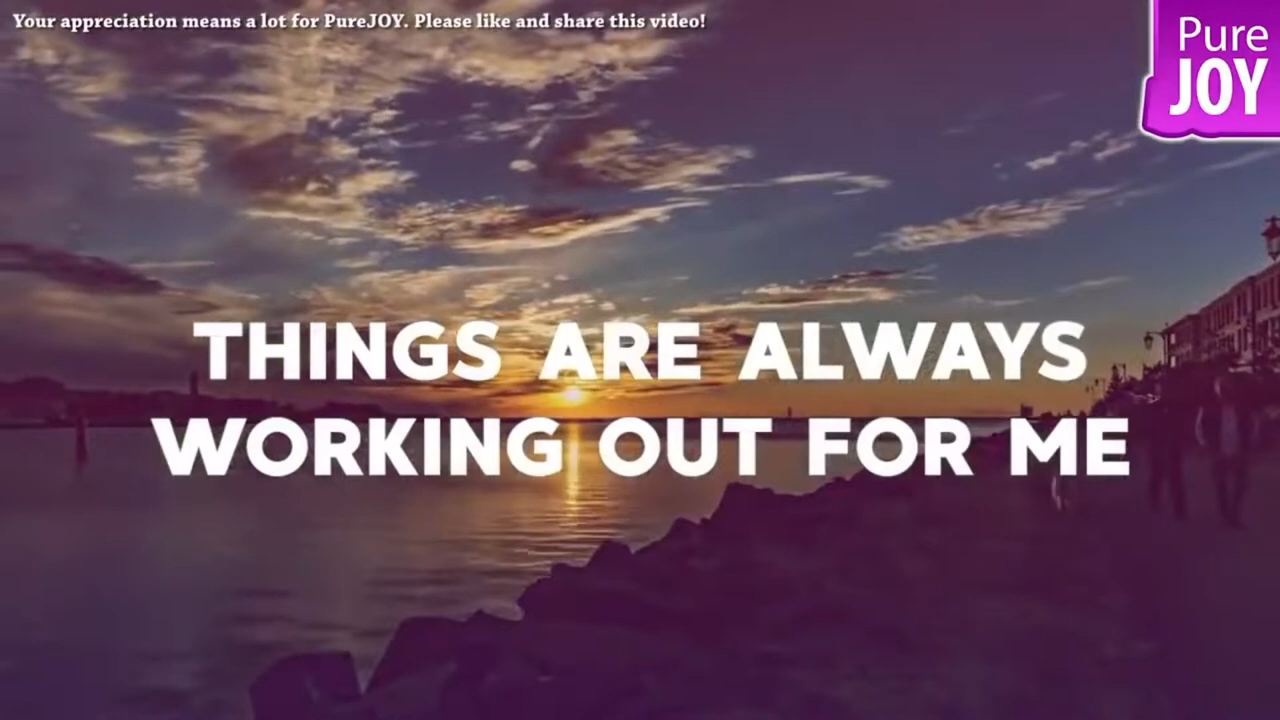 Your appreciation means a lot for PureJOY. Please like and share this video!
Pure
JOY
THINGS ARE ALWAYS
WORKING OUT FOR ME